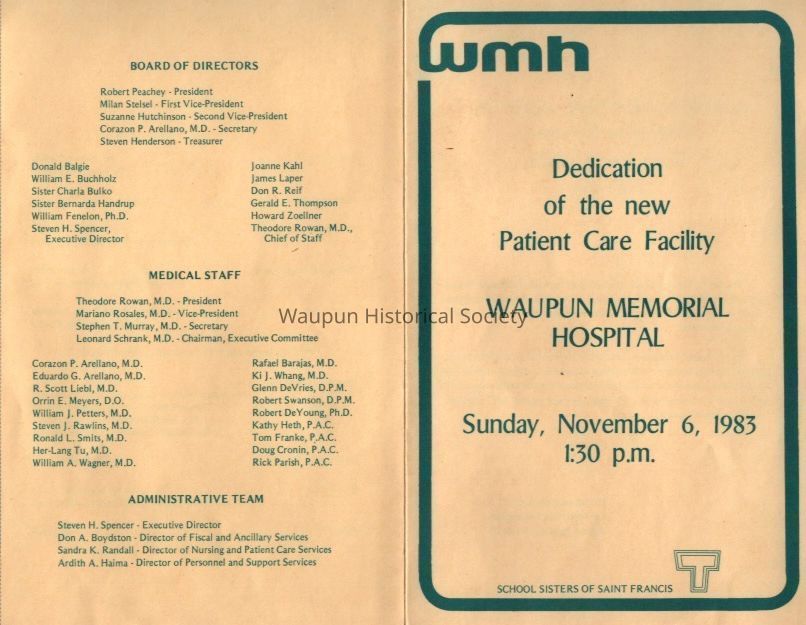 BOARD OF DIRECTORS
Robert Peachey - President
Milan Stelsel - First Vice-President
Suzanne Hutchinson - Second Vice-President
Corazon P. Arellano, M.D. - Secretary
Steven Henderson - Treasurer
Donald Balgie
William E. Buchholz
Sister Charla Bulko
Sister Bernarda Handrup
William Fenelon, Ph.D.
Steven H. Spencer,
Executive Director
Joanne Kahl
James Laper
Don R. Reif
Gerald E. Thompson
Howard Zoellner
Theodore Rowan, M.D.,
Chief of Staff
MEDICAL STAFF
Theodore Rowan, M.D. - President
Mariano Rosales, M.D. - Vice-President
Stephen T. Murray, M.D. - Secretary
Leonard Schrank, M.D. - Chairman, Executive Committee
Corazon P. Arellano, M.D.
Eduardo G. Arellano, M.D.
R. Scott Liebl, M.D.
Orrin E. Meyers, D.O.
William J. Petters, M.D.
Steven J. Rawlins, M.D.
Ronald L. Smits, M.D.
Her-Lang Tu, M.D.
William A. Wagner, M.D.
Rafael Barajas, M.D.
Ki J. Whang, M.D.
Glenn DeVries, D.P.M.
Robert Swanson, D.P.M.
Robert DeYoung, Ph.D.
Kathy Heth, P.A.C.
Tom Franke, P.A.C.
Doug Cronin, P.A.C.
Rick Parish, P.A.C.
ADMINISTRATIVE TEAM
Steven H. Spencer - Executive Director
Don A. Boydston - Director of Fiscal and Ancillary Services
Sandra K. Randall - Director of Nursing and Patient Care Services
Ardith A. Haima - Director of Personnel and Support Services
Waupun Historical Society
wmh
Dedication
of the new
Patient Care Facility
WAUPUN MEMORIAL
HOSPITAL
Sunday, November 6, 1983
1:30 p.m.
SCHOOL SISTERS OF SAINT FRANCIS